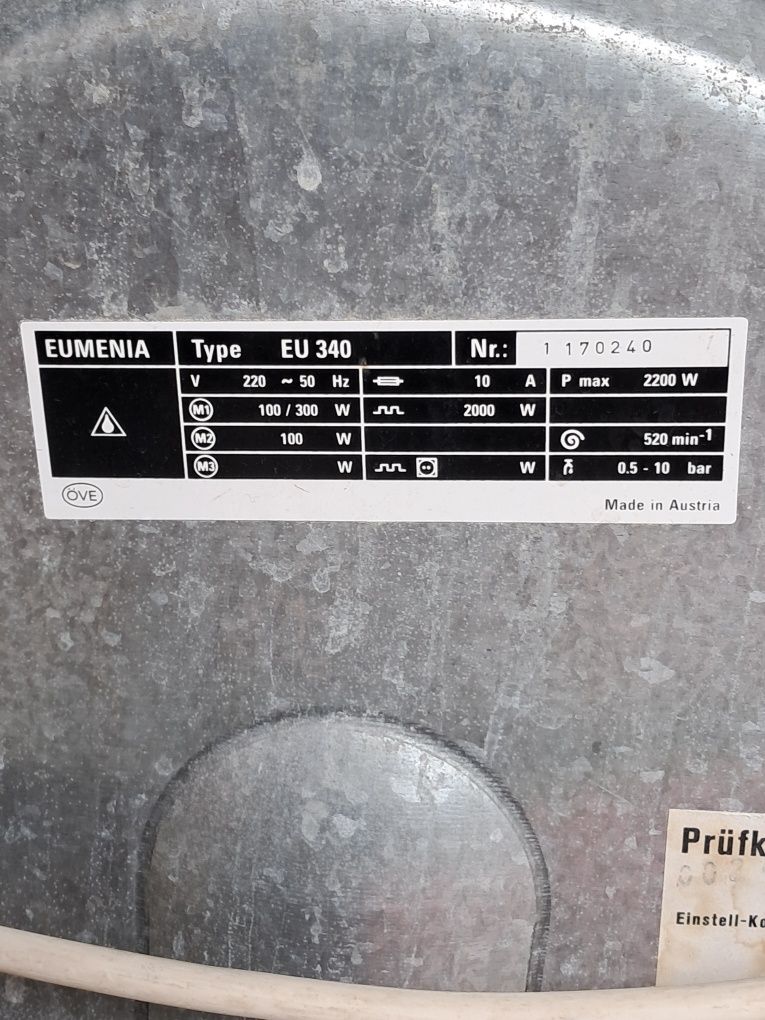 EUMENIA Type EU 340 Nr.: 1 170240
V 220 ~ 50 Hz 10 A P max 2200 W
M1 100 / 300 W 2000 W
M2 100 W 520 min-1
M3 W W 0.5 - 10 bar
ÖVE
Made in Austria
Prüfk
Einstell-Ko